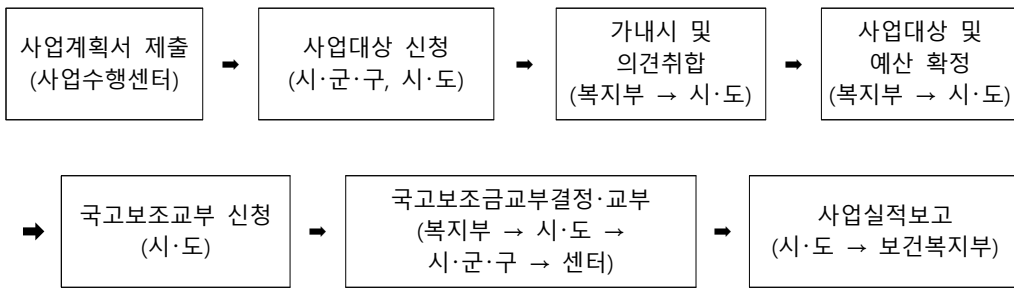 사업계획서 제출
(사업수행센터)
➡
사업대상 신청
(시·군·구, 시·도)
➡
가내시 및
의견취합
(복지부 → 시·도)
➡
사업대상 및
예산 확정
(복지부 → 시·도)
➡
국고보조교부 신청
(시·도)
➡
국고보조금교부결정·교부
(복지부 → 시·도 →
시·군·구 → 센터)
➡
사업실적보고
(시·도 → 보건복지부)